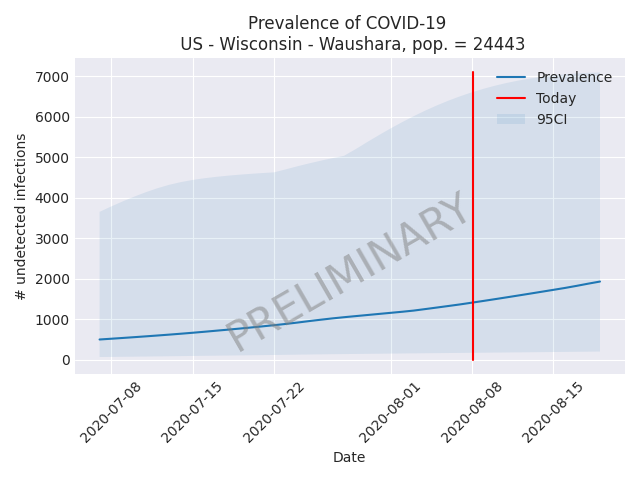 Prevalence of COVID-19
US - Wisconsin - Waushara, pop. = 24443
7000
6000
5000
4000
3000
2000
1000
0
# undetected infections
Prevalence
Today
95CI
PRELIMINARY
2020-07-08
2020-07-15
2020-07-22
2020-08-01
2020-08-08
2020-08-15
Date